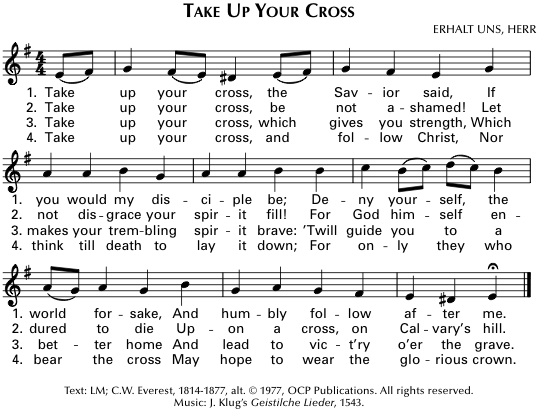 TAKE UP YOUR CROSS
ERHALT UNS, HERR
4
4
1. Take up your cross, the Sav - ior said, If
2. Take up your cross, be not a - shamed! Let
3. Take up your cross, which gives you strength, Which
4. Take up your cross, and fol - low Christ, Nor
1. you would my dis - ci - ple be; De - ny your - self, the
2. not dis - grace your spir - it fill! For God him - self en -
3. makes your trem - bling spir - it brave: 'Twill guide you to a
4. think till death to lay it down; For on - ly they who
1. world for - sake, And hum - bly fol - low af - ter me.
2. dured to die Up - on a cross, on Cal - vary's hill.
3. bet - ter home And lead to vic - t'ry o'er the grave.
4. bear the cross May hope to wear the glo - rious crown.
Text: LM; C.W. Everest, 1814-1877, alt. © 1977, OCP Publications. All rights reserved.
Music: J. Klug's Geistilche Lieder, 1543.